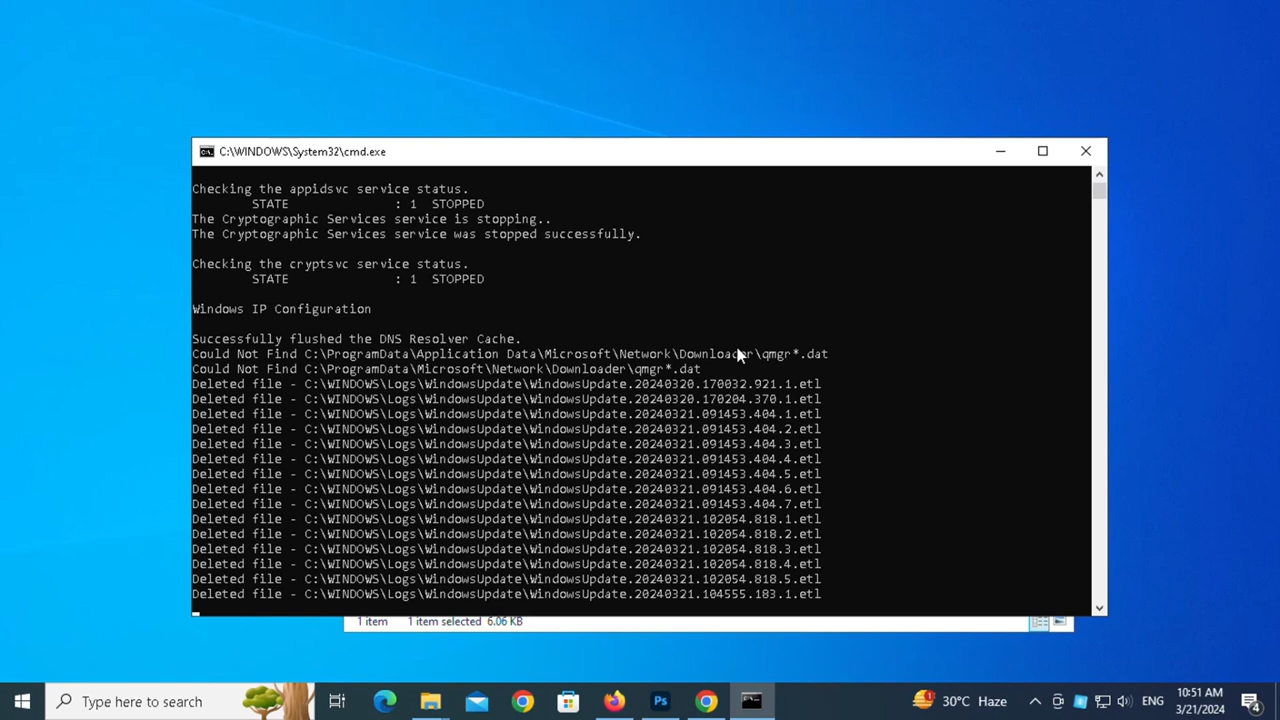 C:\WINDOWS\System32\cmd.exe
Checking the appidsvc service status.
STATE : 1 STOPPED
The Cryptographic Services service is stopping..
The Cryptographic Services service was stopped successfully.
Checking the cryptsvc service status.
STATE : 1 STOPPED
Windows IP Configuration
Successfully flushed the DNS Resolver Cache.
Could Not Find C:\ProgramData\Application Data\Microsoft\Network\Downloader\qmgr*.dat
Could Not Find C:\ProgramData\Microsoft\Network\Downloader\qmgr*.dat
Deleted file - C:\WINDOWS\Logs\WindowsUpdate\WindowsUpdate.20240320.170032.921.1.etl
Deleted file - C:\WINDOWS\Logs\WindowsUpdate\WindowsUpdate.20240320.170204.370.1.etl
Deleted file - C:\WINDOWS\Logs\WindowsUpdate\WindowsUpdate.20240321.091453.404.1.etl
Deleted file - C:\WINDOWS\Logs\WindowsUpdate\WindowsUpdate.20240321.091453.404.2.etl
Deleted file - C:\WINDOWS\Logs\WindowsUpdate\WindowsUpdate.20240321.091453.404.3.etl
Deleted file - C:\WINDOWS\Logs\WindowsUpdate\WindowsUpdate.20240321.091453.404.4.etl
Deleted file - C:\WINDOWS\Logs\WindowsUpdate\WindowsUpdate.20240321.091453.404.5.etl
Deleted file - C:\WINDOWS\Logs\WindowsUpdate\WindowsUpdate.20240321.091453.404.6.etl
Deleted file - C:\WINDOWS\Logs\WindowsUpdate\WindowsUpdate.20240321.091453.404.7.etl
Deleted file - C:\WINDOWS\Logs\WindowsUpdate\WindowsUpdate.20240321.102054.818.1.etl
Deleted file - C:\WINDOWS\Logs\WindowsUpdate\WindowsUpdate.20240321.102054.818.2.etl
Deleted file - C:\WINDOWS\Logs\WindowsUpdate\WindowsUpdate.20240321.102054.818.3.etl
Deleted file - C:\WINDOWS\Logs\WindowsUpdate\WindowsUpdate.20240321.102054.818.4.etl
Deleted file - C:\WINDOWS\Logs\WindowsUpdate\WindowsUpdate.20240321.102054.818.5.etl
Deleted file - C:\WINDOWS\Logs\WindowsUpdate\WindowsUpdate.20240321.104555.183.1.etl
1 item 1 item selected 6.06 KB
Type here to search
Ps
30°C Haze
ENG
10:51 AM
3/21/2024
4